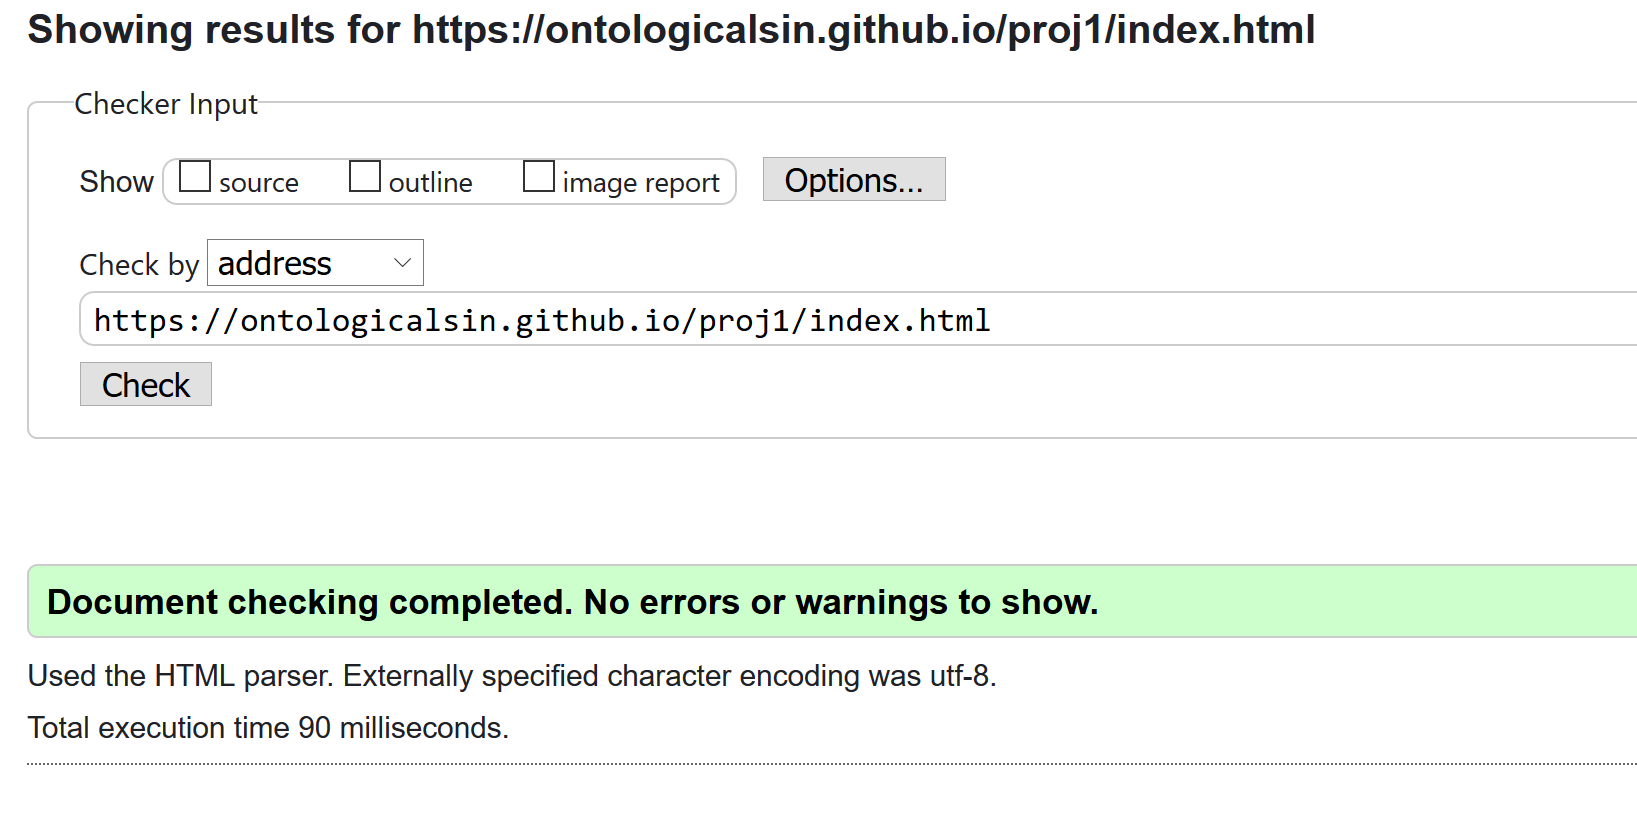 Showing results for https://ontologicalsin.github.io/proj1/index.html
Checker Input
Show source outline image report Options...
Check by address
https://ontologicalsin.github.io/proj1/index.html
Check
Document checking completed. No errors or warnings to show.
Used the HTML parser. Externally specified character encoding was utf-8.
Total execution time 90 milliseconds.